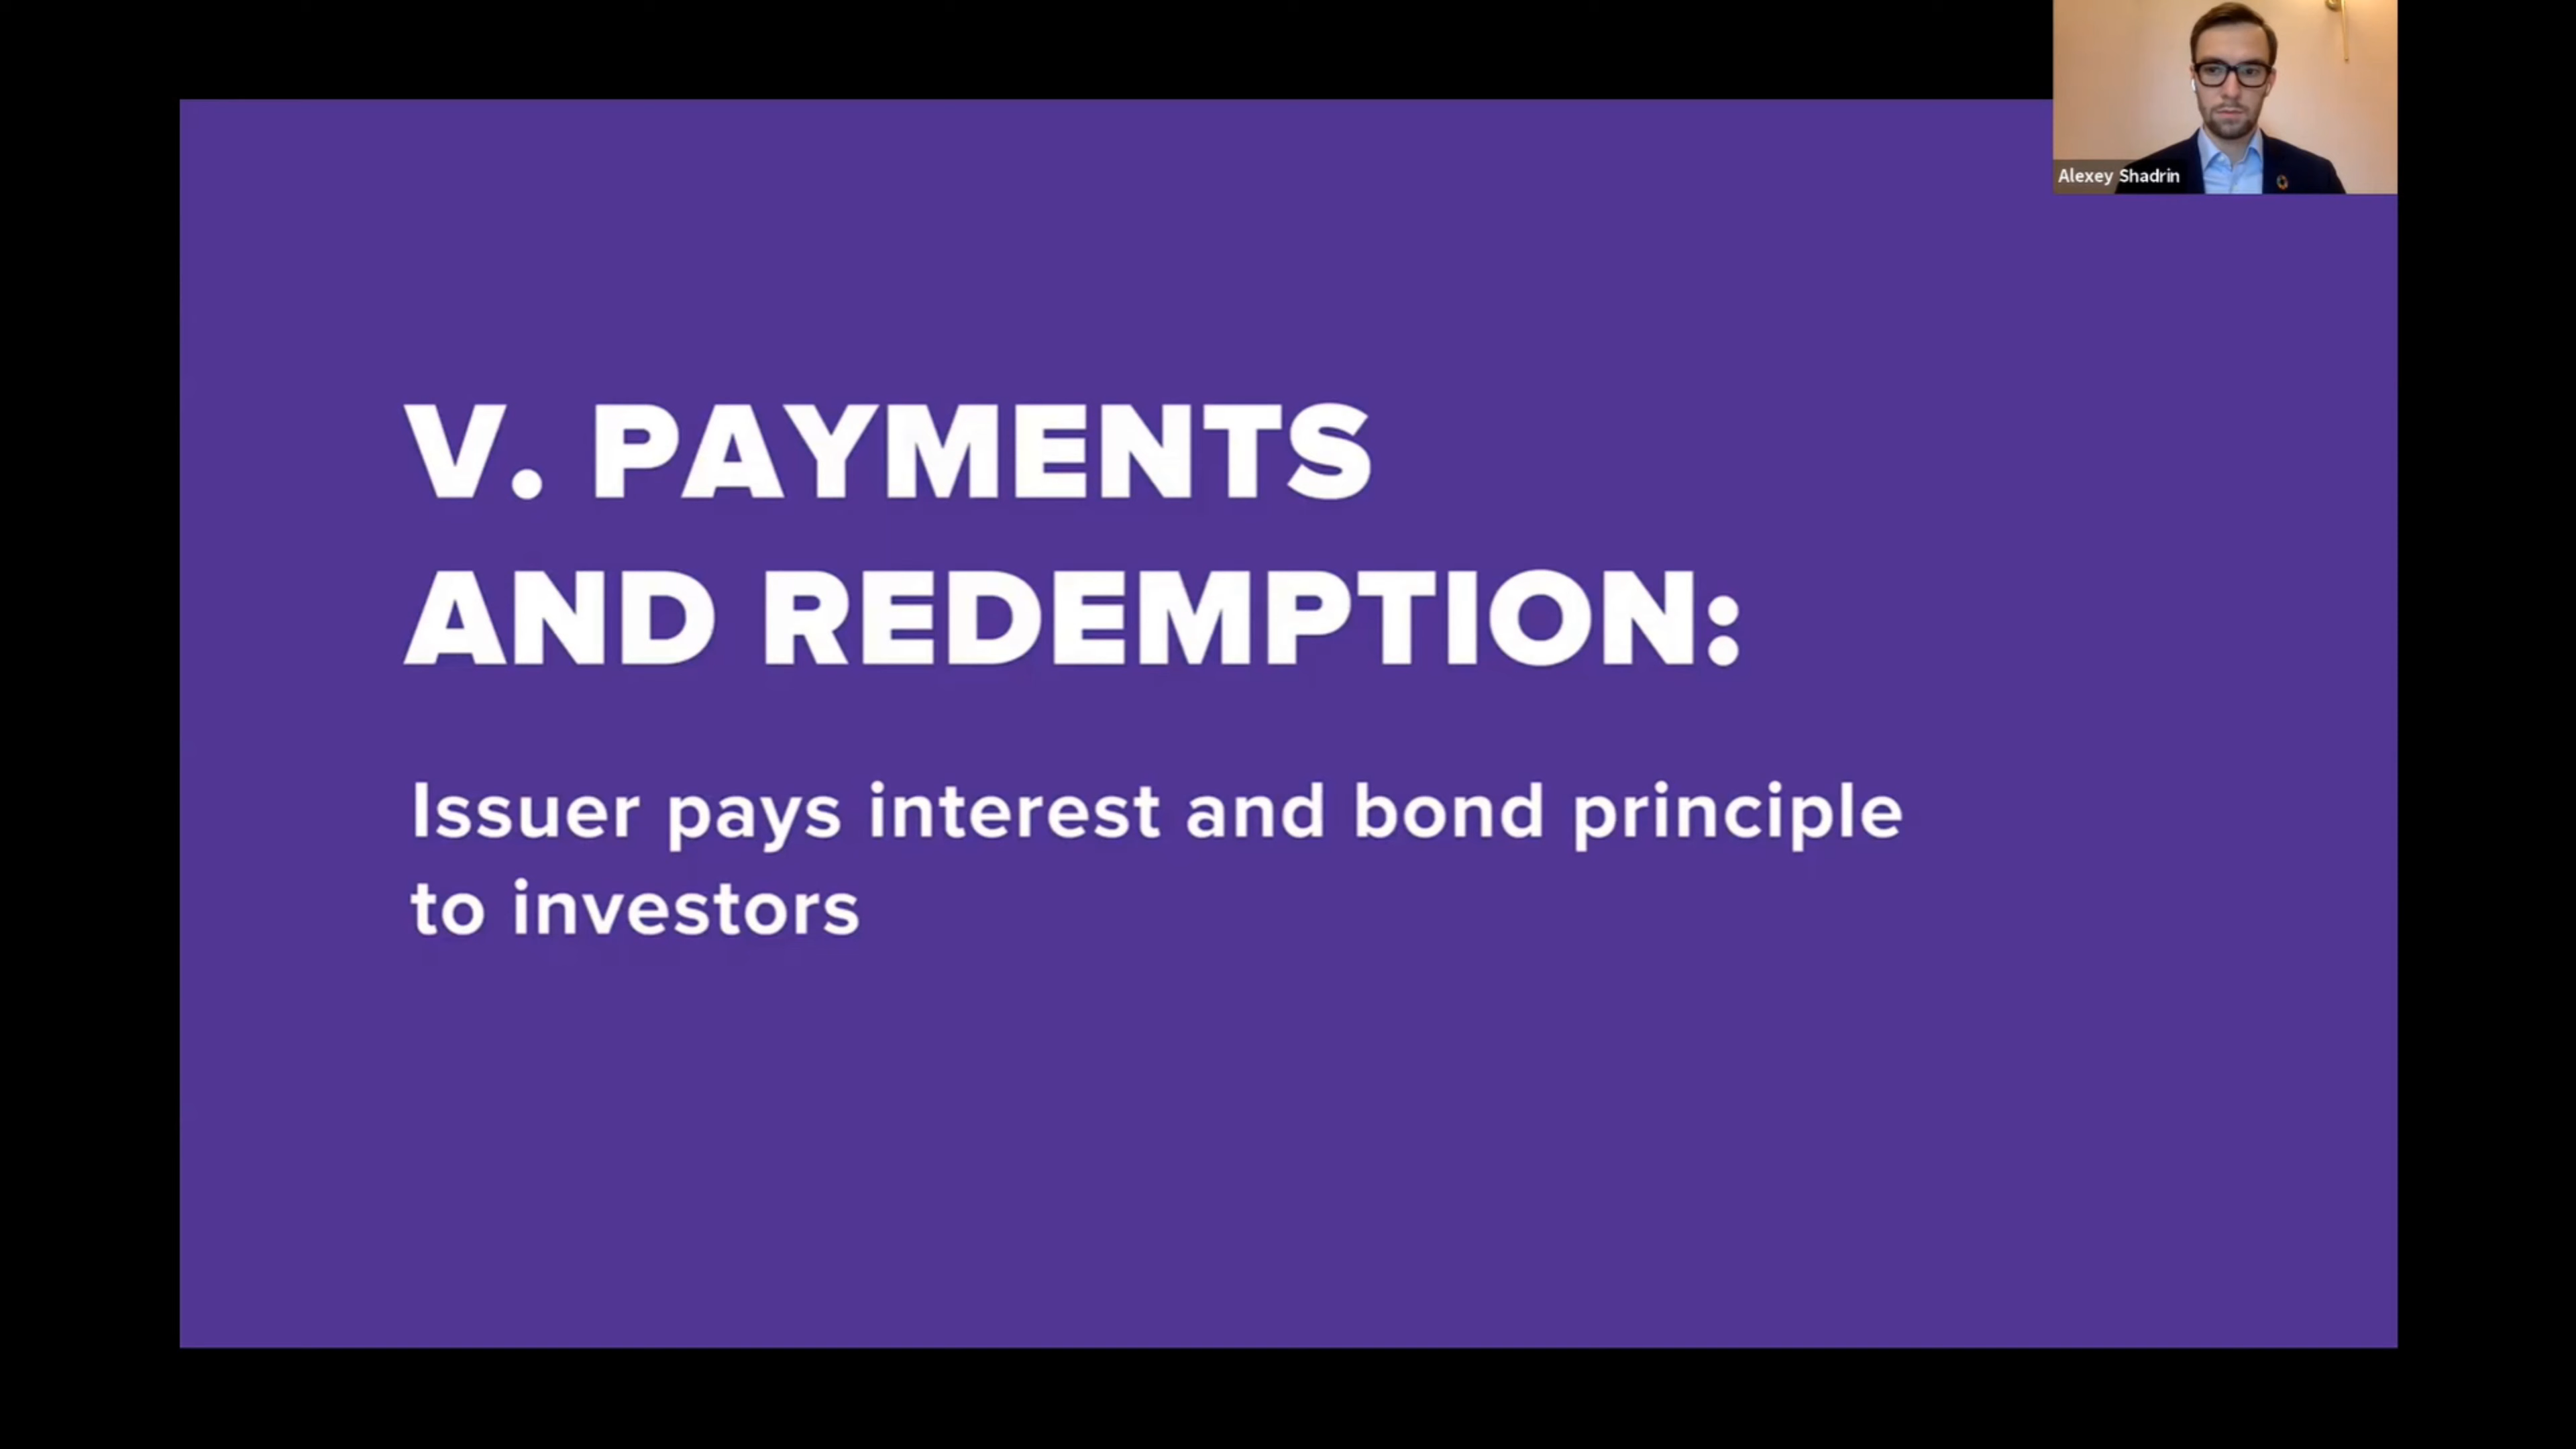 Alexey Shadrin
V. PAYMENTS
AND REDEMPTION:
Issuer pays interest and bond principle
to investors